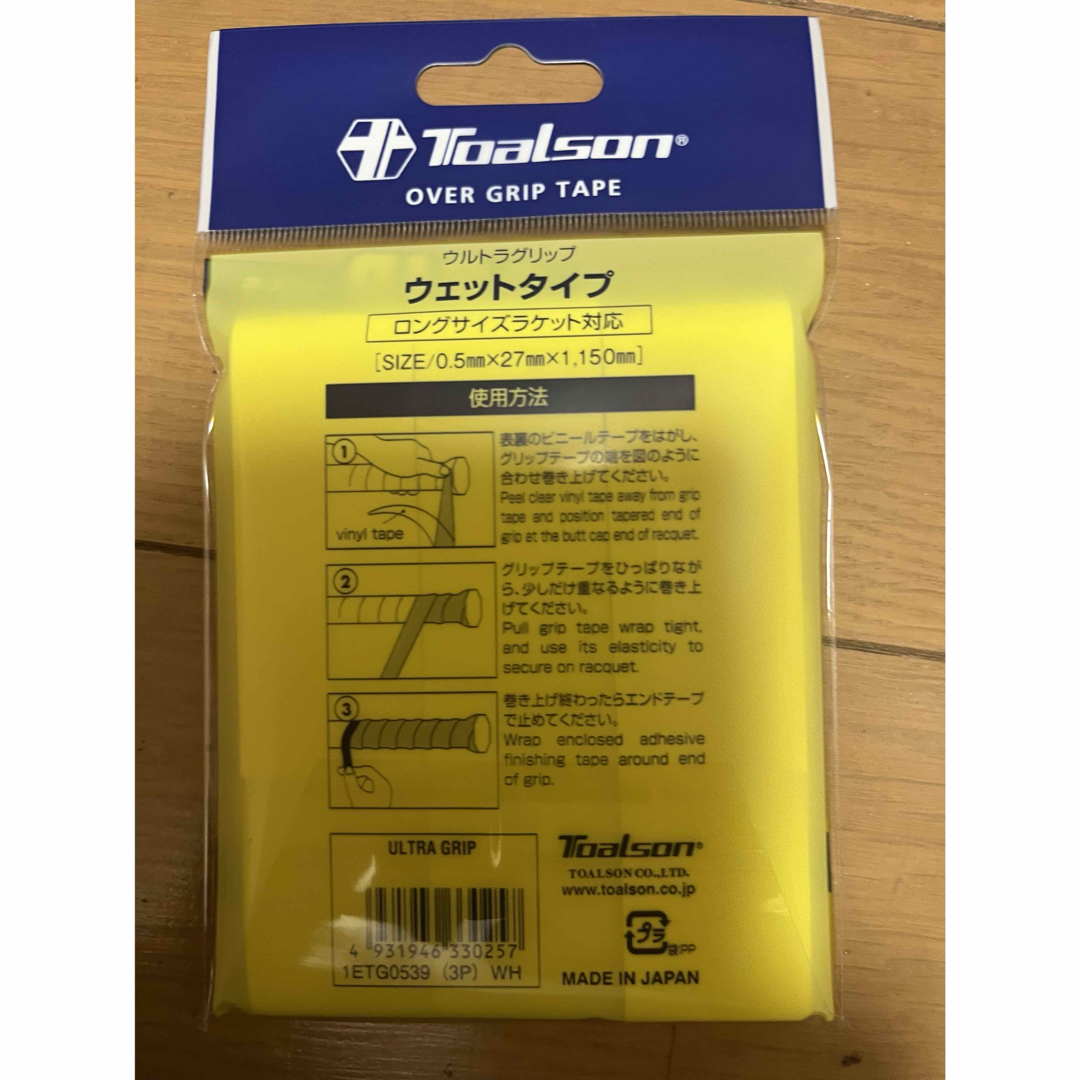 Toalson®
OVER GRIP TAPE
ウルトラグリップ
ウェットタイプ
ロングサイズラケット対応
[SIZE/0.5mm×27mm×1,150mm]
使用方法
1
vinyl tape
表裏のビニールテープをはがし、
グリップテープの端を図のように
合わせ巻き上げてください。
Peel clear vinyl tape away from grip
tape and position tapered end of
grip at the butt cap end of racquet.
2
グリップテープをひっぱりなが
ら、少しだけ重なるように巻き上
げてください。
Pull grip tape wrap tight,
and use its elasticity to
secure on racquet.
3
巻き上げ終わったらエンドテープ
で止めてください。
Wrap enclosed adhesive
finishing tape around end
of grip.
ULTRA GRIP
4 931946 330257
1ETG0539 (3P) WH
Toalson®
TOALSON CO.,LTD.
www.toalson.co.jp
プラ
袋:PP
MADE IN JAPAN